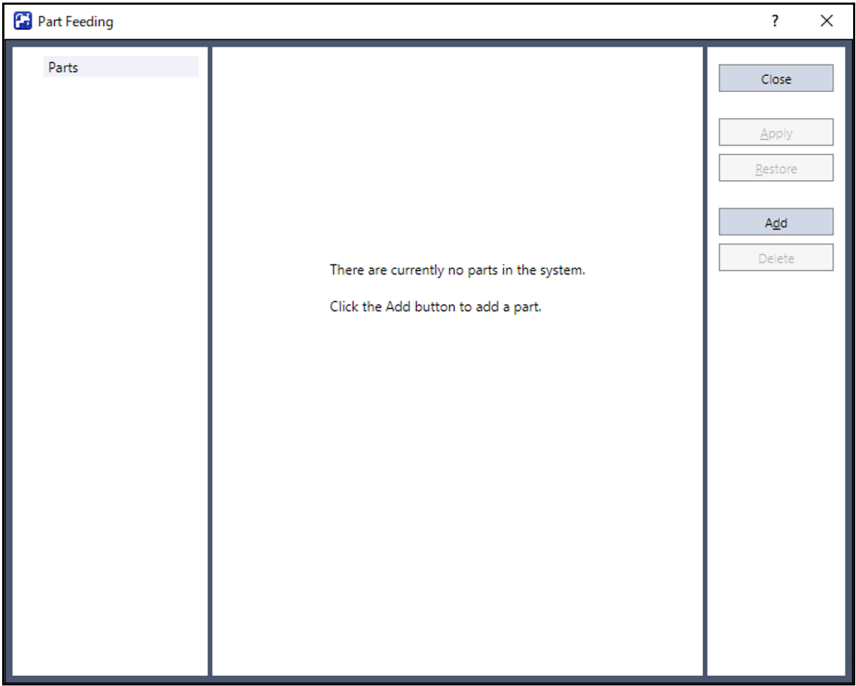 Part Feeding
?
Parts
Close
Apply
Restore
Add
Delete
There are currently no parts in the system.
Click the Add button to add a part.